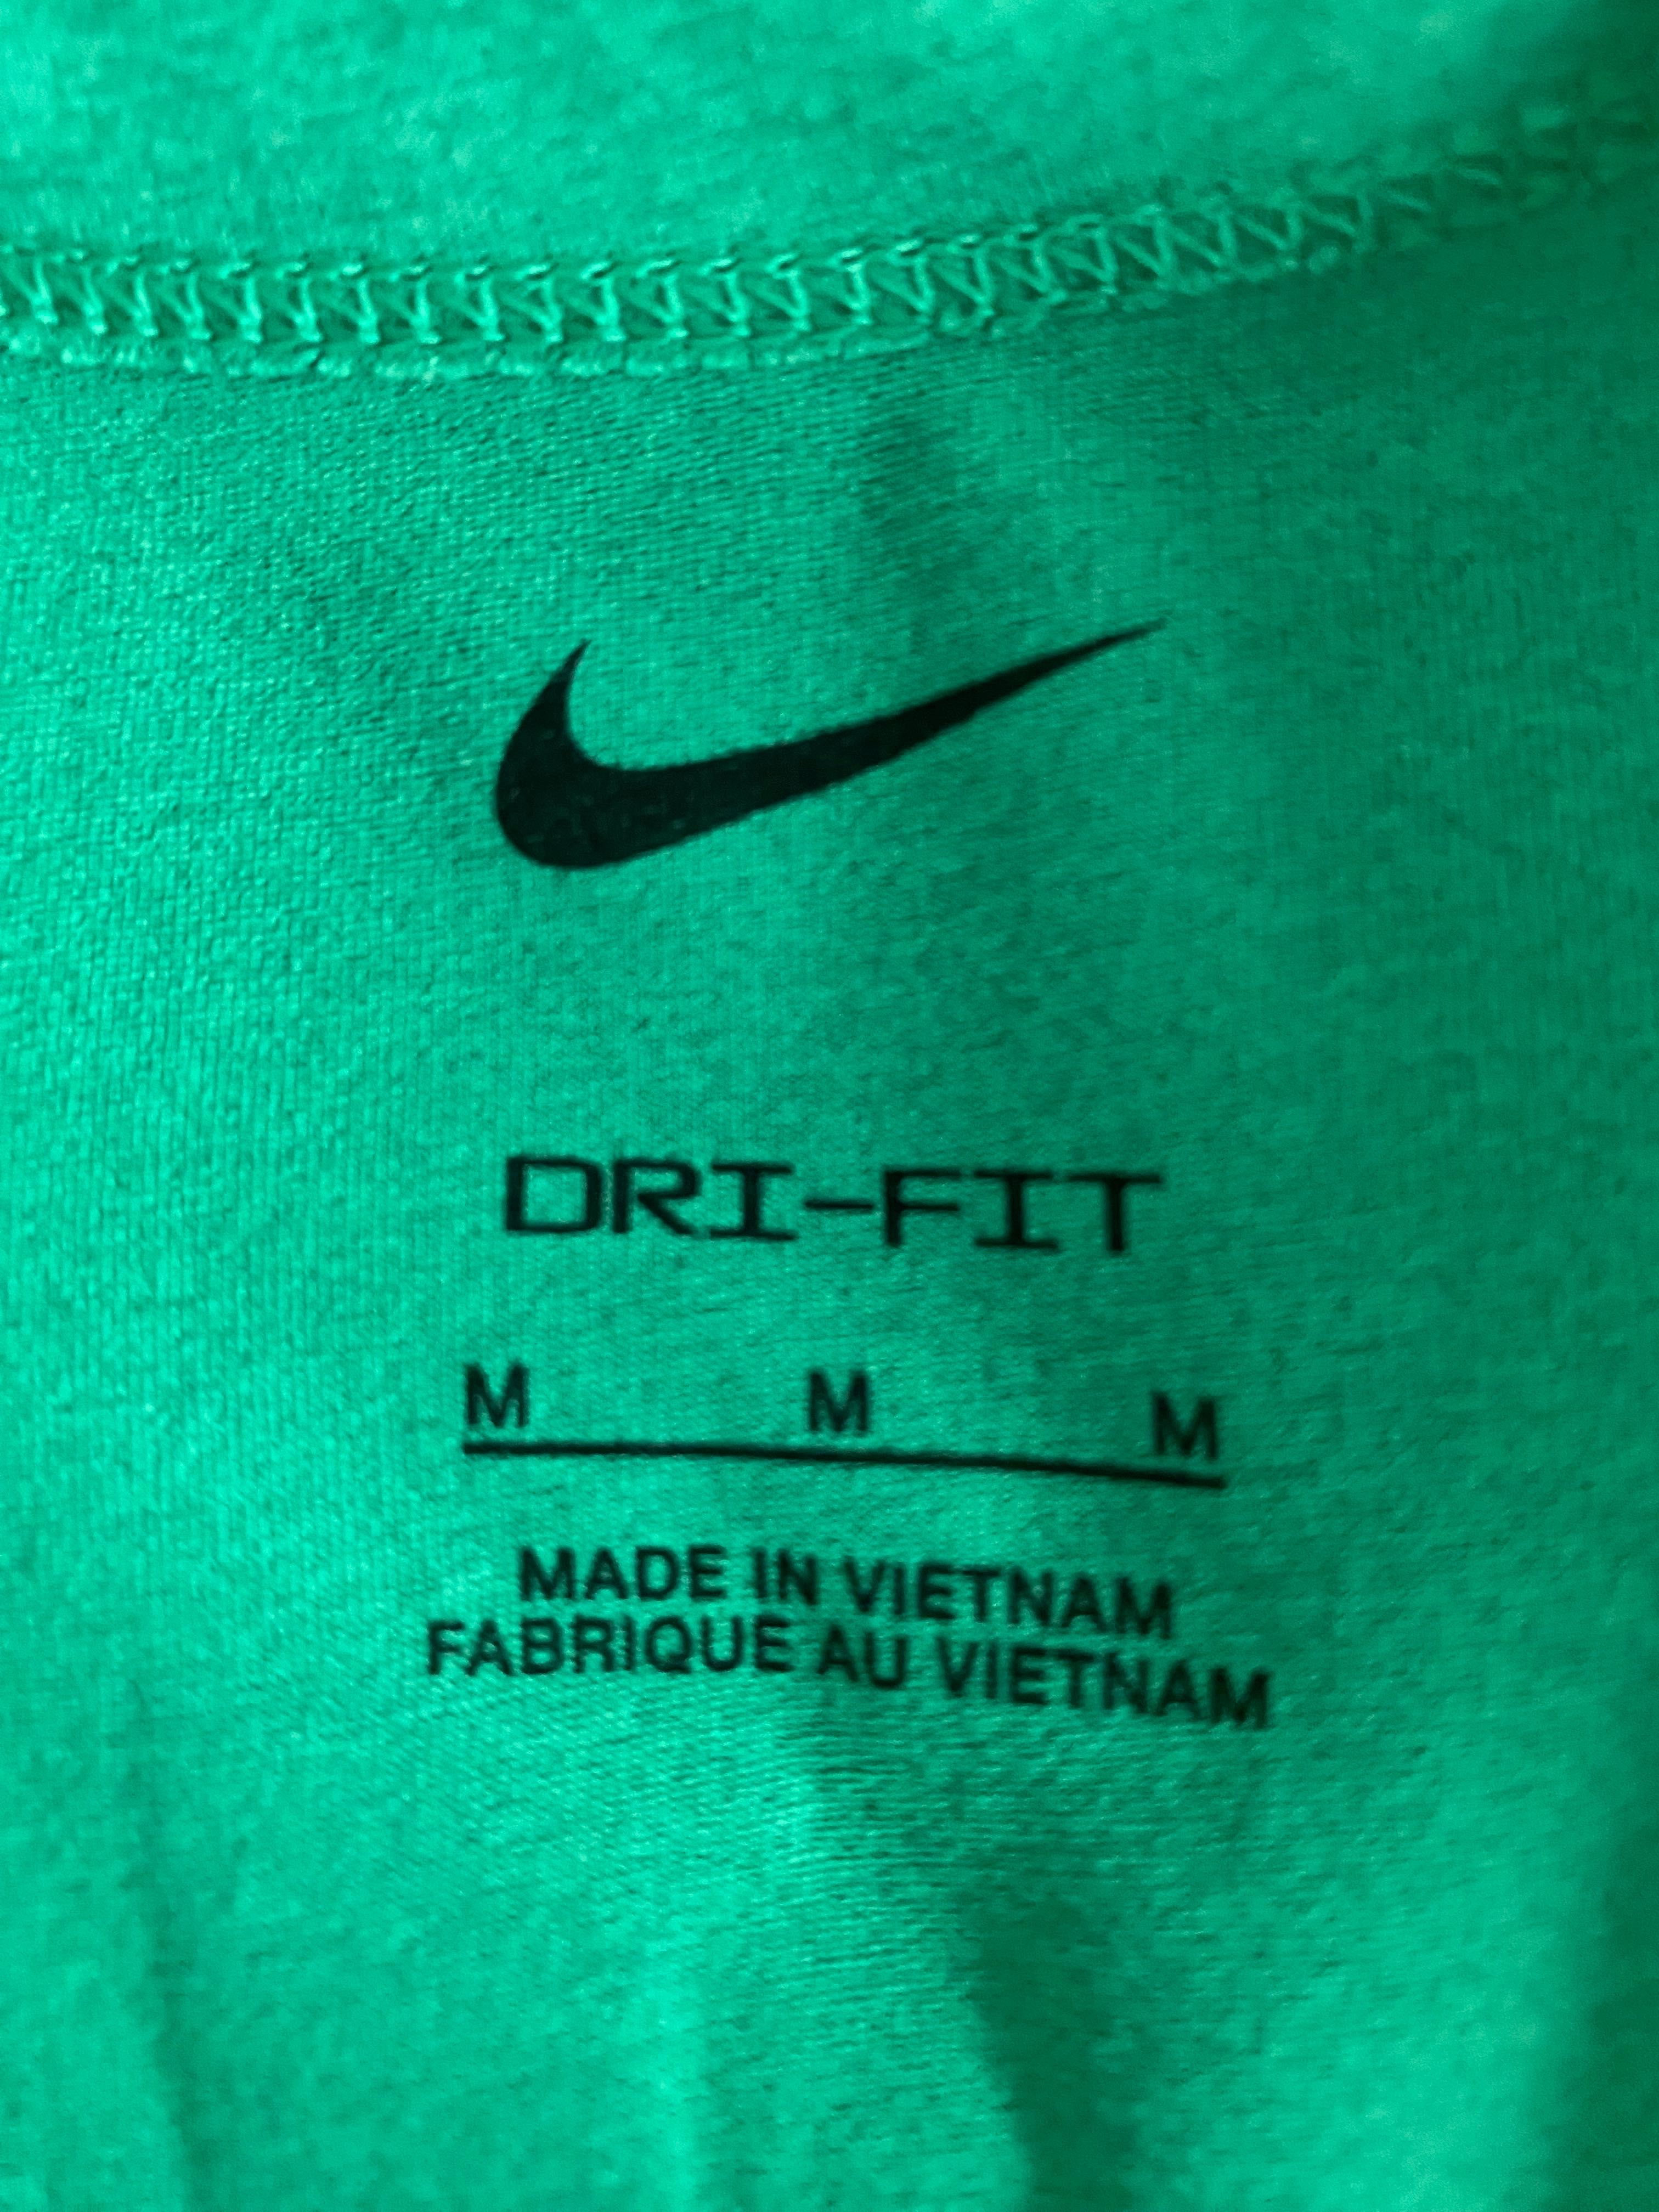 DRI-FIT
M M M
MADE IN VIETNAM
FABRIQUE AU VIETNAM